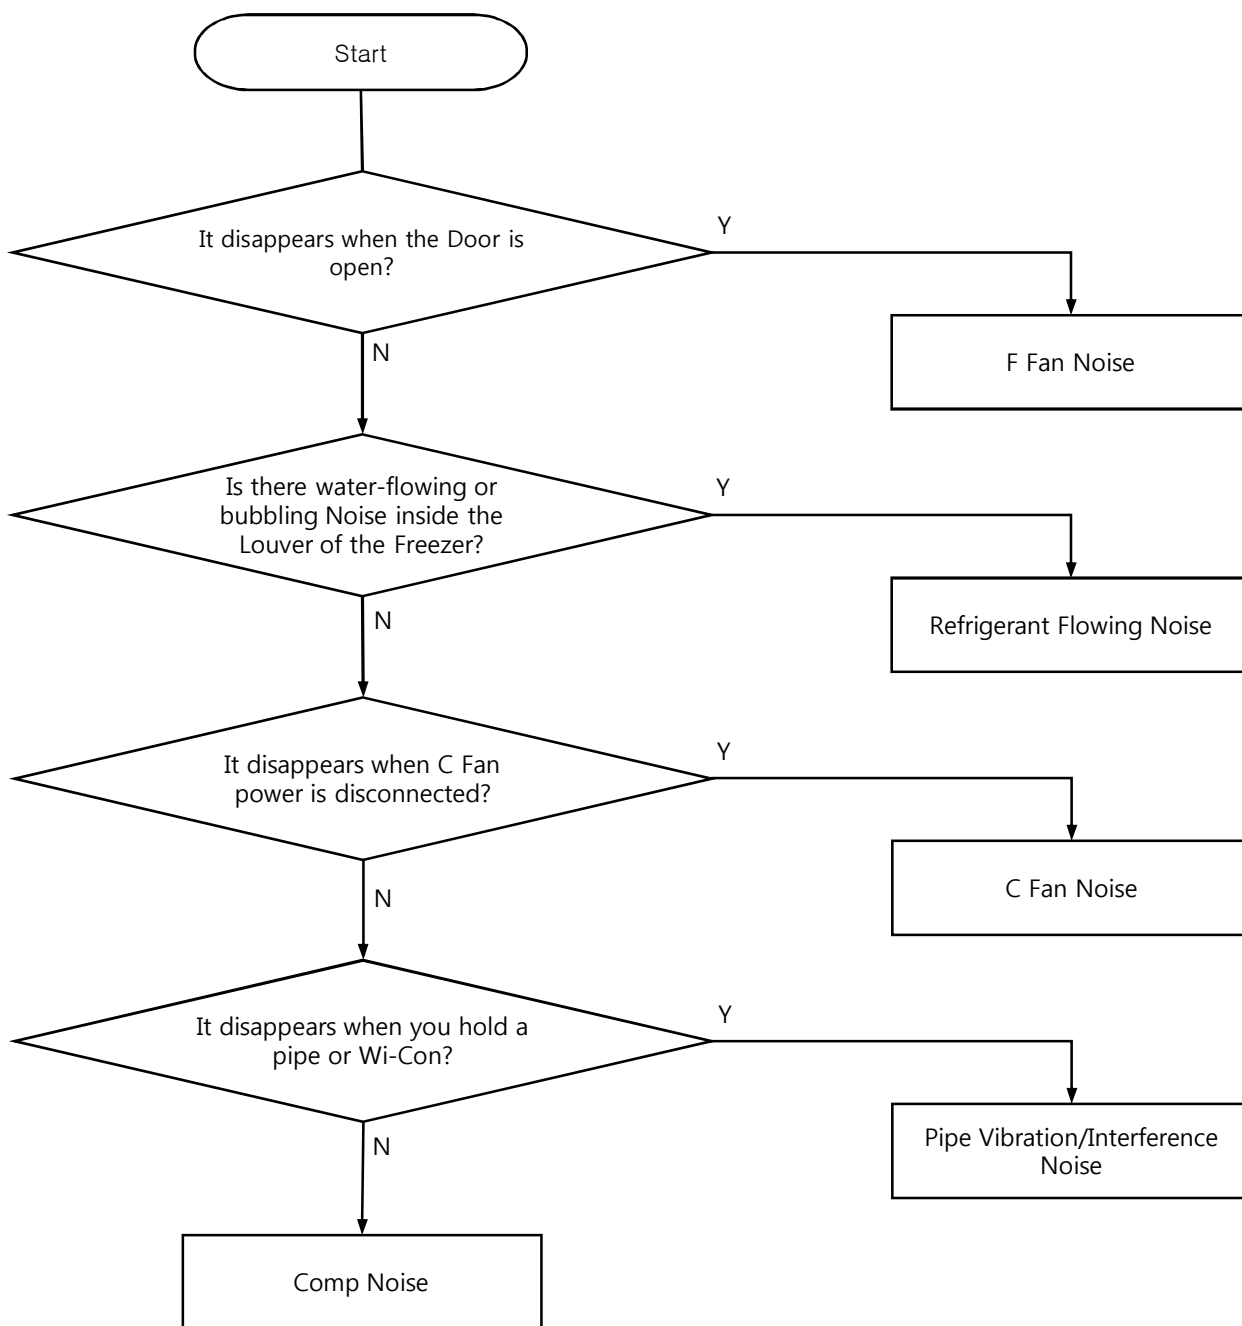 Start
It disappears when the Door is
open?
Y
F Fan Noise
N
Is there water-flowing or
bubbling Noise inside the
Louver of the Freezer?
Y
Refrigerant Flowing Noise
N
It disappears when C Fan
power is disconnected?
Y
C Fan Noise
N
It disappears when you hold a
pipe or Wi-Con?
Y
Pipe Vibration/Interference
Noise
N
Comp Noise